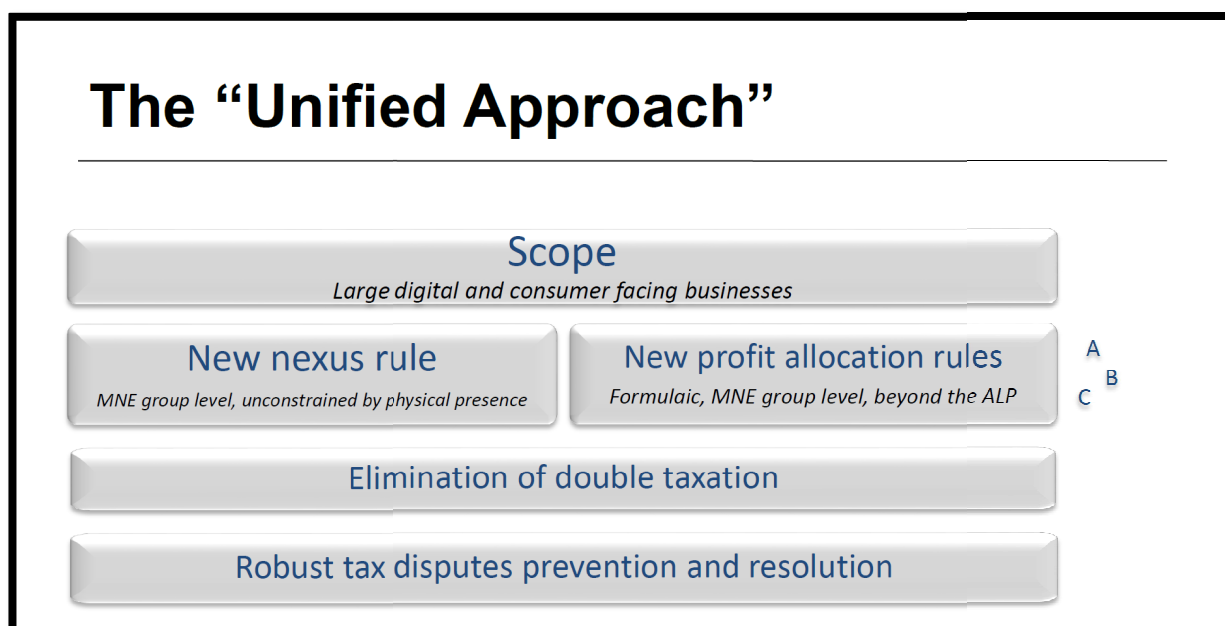 The “Unified Approach”
Scope
Large digital and consumer facing businesses
New nexus rule
MNE group level, unconstrained by physical presence
New profit allocation rules
Formulaic, MNE group level, beyond the ALP
A
B
C
Elimination of double taxation
Robust tax disputes prevention and resolution